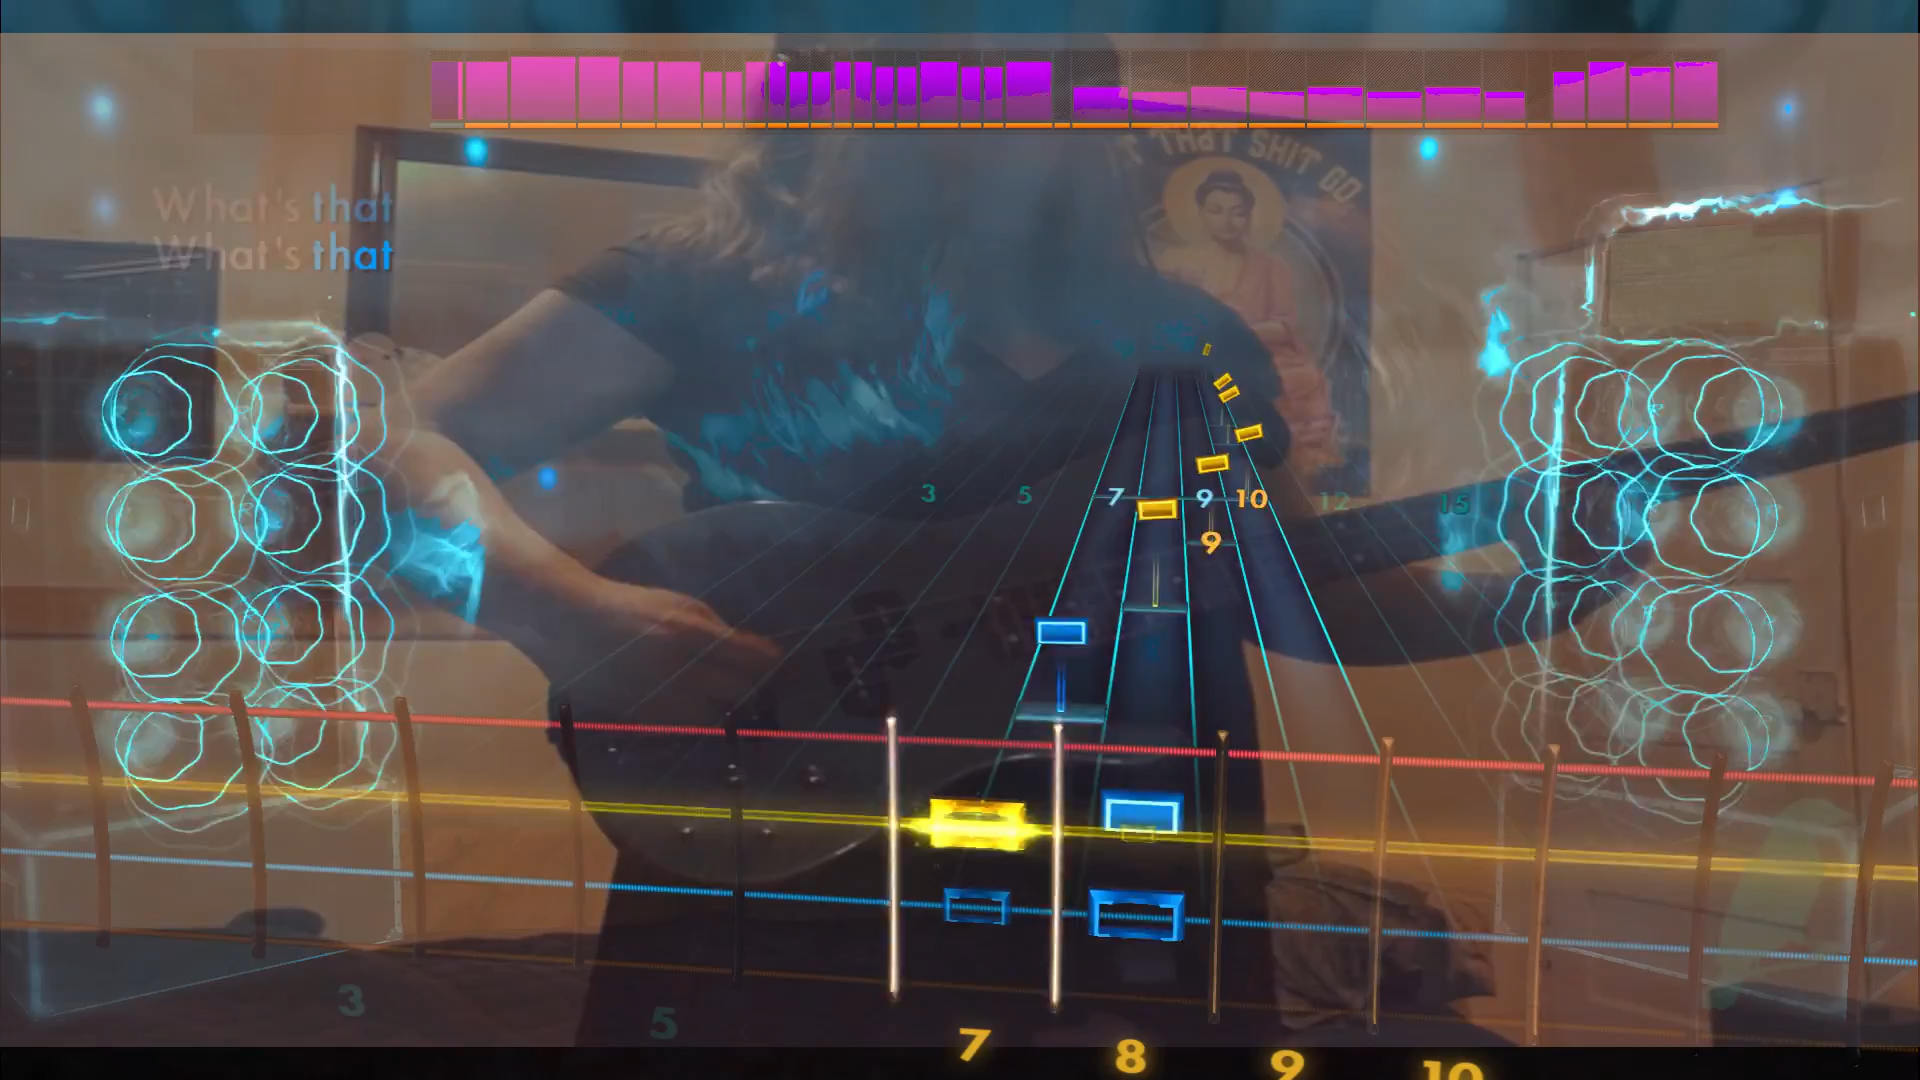 THAT SHIT GO
What's that
What's that
3 5 7 9 10 12 15
9
3 5 7 8 9 10